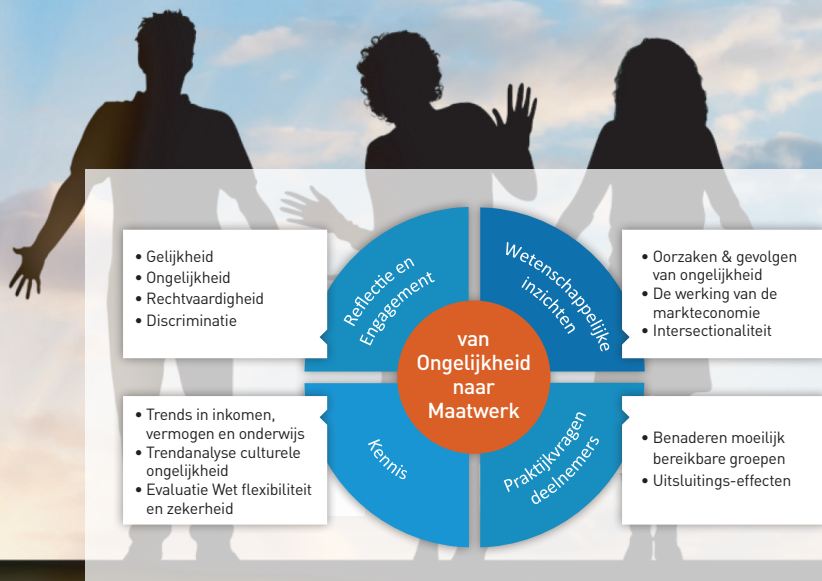 • Gelijkheid
• Ongelijkheid
• Rechtvaardigheid
• Discriminatie
Reflectie en
Engagement
Wetenschappelijke
inzichten
• Oorzaken & gevolgen
van ongelijkheid
• De werking van de
markteconomie
• Intersectionaliteit
van
Ongelijkheid
naar
Maatwerk
• Trends in inkomen,
vermogen en onderwijs
• Trendanalyse culturele
ongelijkheid
• Evaluatie Wet flexibiliteit
en zekerheid
Kennis
Praktijkvragen
deelnemers
• Benaderen moeilijk
bereikbare groepen
• Uitsluitings-effecten